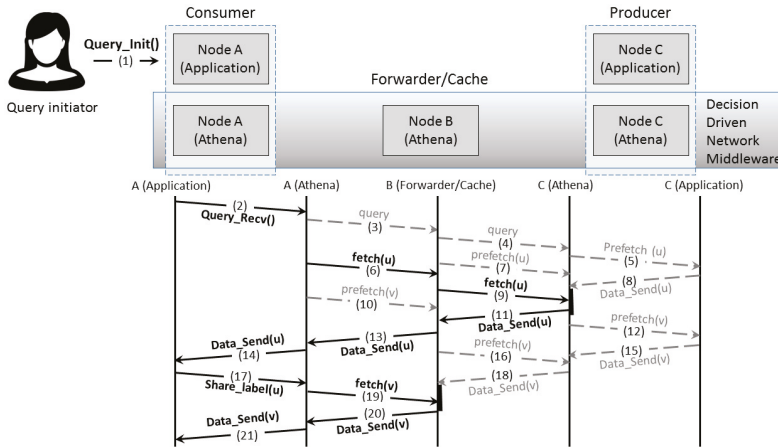 Consumer
Producer
Query_Init()
(1)
Query initiator
Node A
(Application)
Node C
(Application)
Forwarder/Cache
Node A
(Athena)
Node B
(Athena)
Node C
(Athena)
Decision
Driven
Network
Middleware
A (Application)
A (Athena)
B (Forwarder/Cache)
C (Athena)
C (Application)
(2)
Query_Recv()
query
(3)
query
(4)
Prefetch (u)
(5)
fetch(u)
(6)
prefetch(u)
(7)
(8)
Data_Send(u)
fetch(u)
(9)
prefetch(v)
(10)
(11)
Data_Send(u)
prefetch(v)
(12)
(13)
Data_Send(u)
Data_Send(u)
(14)
(15)
Data_Send(v)
prefetch(v)
(16)
(17)
Share_label(u)
(18)
Data_Send(v)
fetch(v)
(19)
(20)
Data_Send(v)
Data_Send(v)
(21)